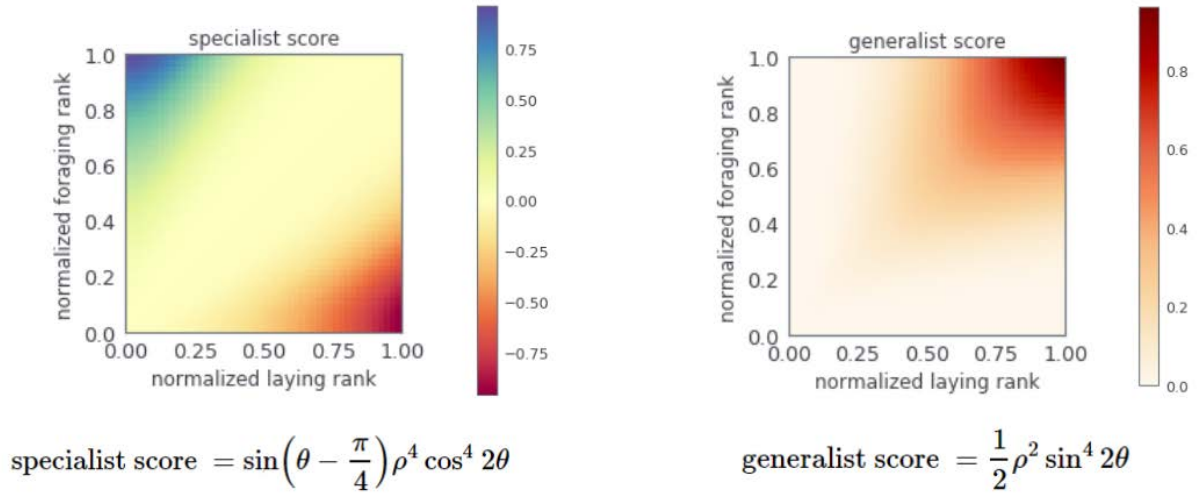 specialist score
normalized foraging rank
1.0
0.8
0.6
0.4
0.2
0.0
0.00 0.25 0.50 0.75 1.00
normalized laying rank
0.75
0.50
0.25
0.00
−0.25
−0.50
−0.75
generalist score
normalized foraging rank
1.0
0.8
0.6
0.4
0.2
0.0
0.00 0.25 0.50 0.75 1.00
normalized laying rank
0.8
0.6
0.4
0.2
0.0
specialist score = sin(θ − π/4)ρ⁴ cos⁴ 2θ
generalist score = 1/2 ρ² sin⁴ 2θ